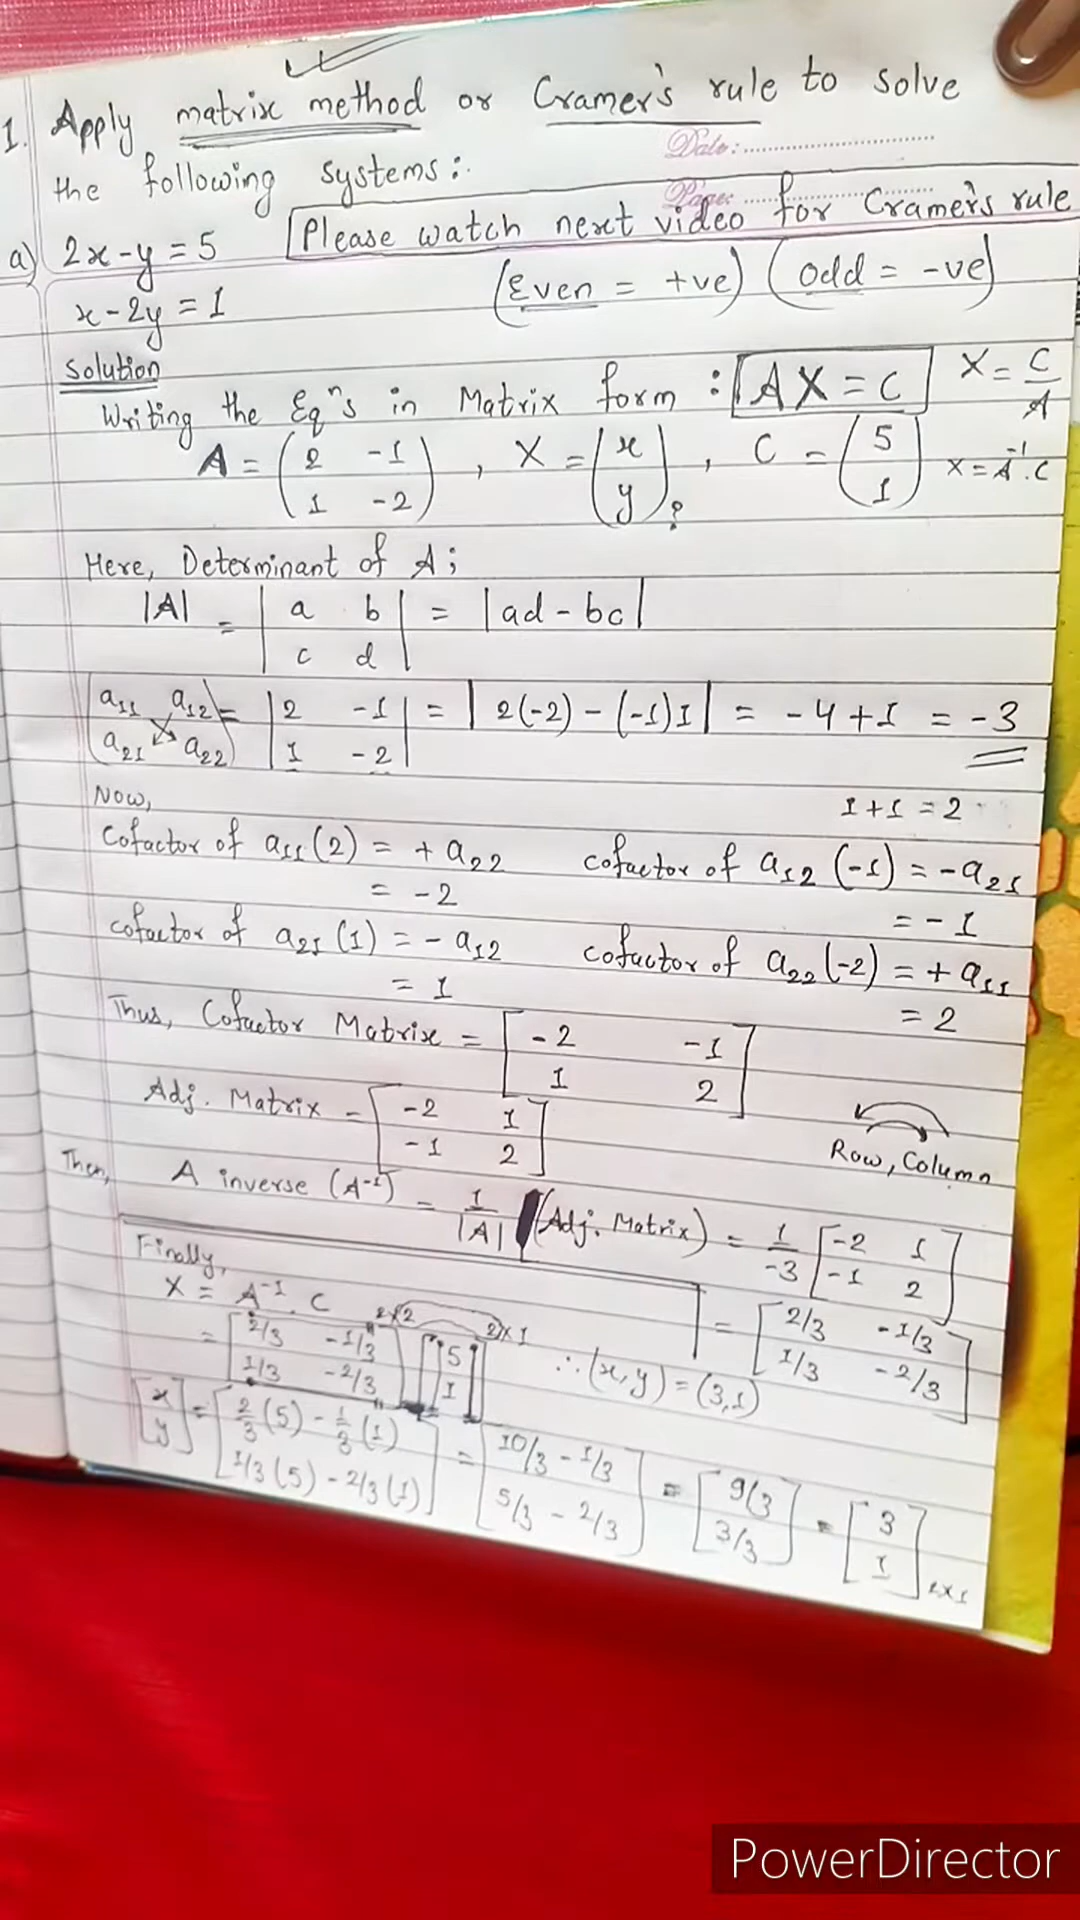 1. Apply matrix method or Cramer's rule to solve
Date:
the following systems:
Page:
Please watch next video for Cramer's rule
a) 2x-y = 5
(Even = +ve) (odd = -ve)
x-2y = 1
Solution
Writing the Eqⁿs in Matrix form : AX = C X = C/A
A = (2 -1 , X = (x , C = (5 x = A⁻¹.C
1 -2) y)? 1)
Here, Determinant of A;
|A| = |a b| = |ad - bc|
c d
(a₁₁ a₁₂) = |2 -1| = |2(-2) - (-1)1| = -4+1 = -3
(a₂₁ a₂₂) |1 -2|
Now,
1+1 = 2
Cofactor of a₁₁(2) = + a₂₂ cofactor of a₁₂ (-1) = -a₂₁
= -2 = -1
cofactor of a₂₁ (1) = - a₁₂ cofactor of a₂₂(-2) = + a₁₁
= 1 = 2
Thus, Cofactor Matrix = [-2 -1
1 2]
Adj. Matrix = [-2 1
-1 2]
Row, Column
Then, A inverse (A⁻¹) = 1/|A| (Adj. Matrix) = 1/-3 [-2 1
-1 2]
= [2/3 -1/3
1/3 -2/3]
Finally,
X = A⁻¹. C
2x2 2x1
= [2/3 -1/3] [5]
[1/3 -2/3] [1]
∴ (x,y) = (3,1)
[x] = [2/3 (5) - 1/3 (1)] = [10/3 - 1/3] = [9/3] = [3]
[y] [1/3 (5) - 2/3 (1)] [5/3 - 2/3] [3/3] [1] 2x1
PowerDirector